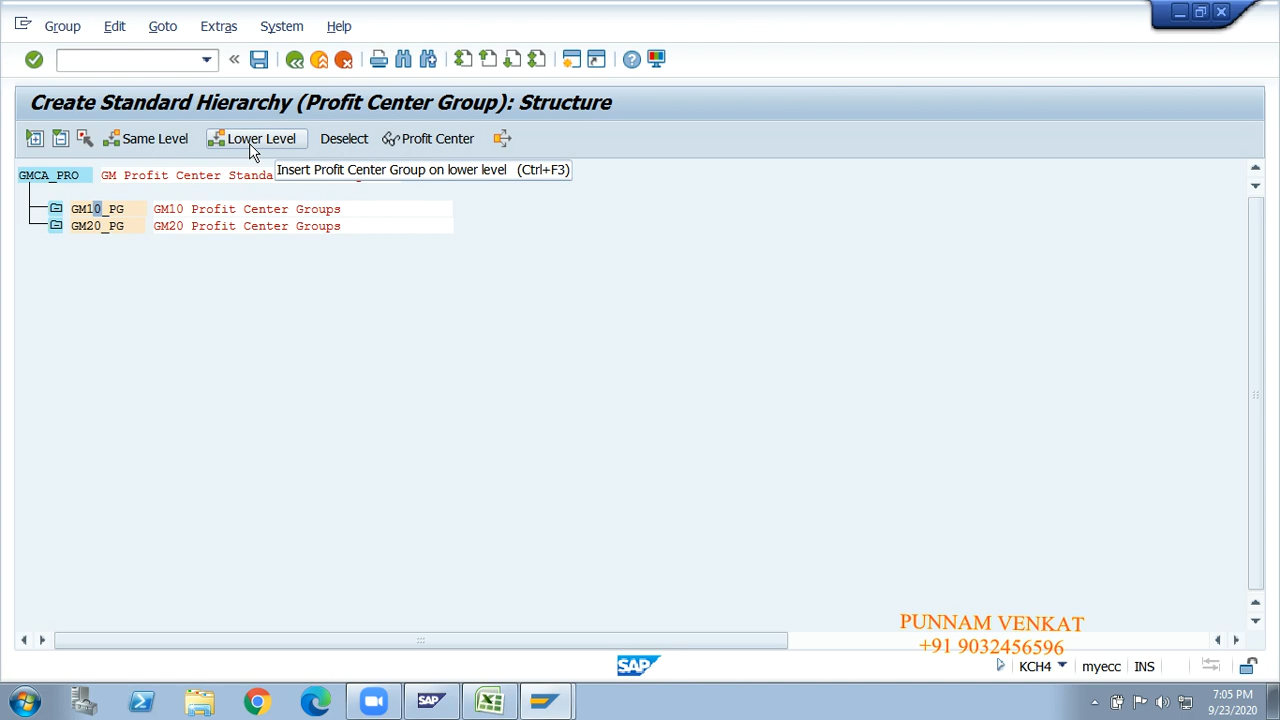 Group Edit Goto Extras System Help
Create Standard Hierarchy (Profit Center Group): Structure
Same Level Lower Level Deselect Profit Center
Insert Profit Center Group on lower level (Ctrl+F3)
GMCA_PRO GM Profit Center Standa
GM10_PG GM10 Profit Center Groups
GM20_PG GM20 Profit Center Groups
PUNNAM VENKAT
+91 9032456596
SAP
KCH4 myecc INS
7:05 PM
9/23/2020